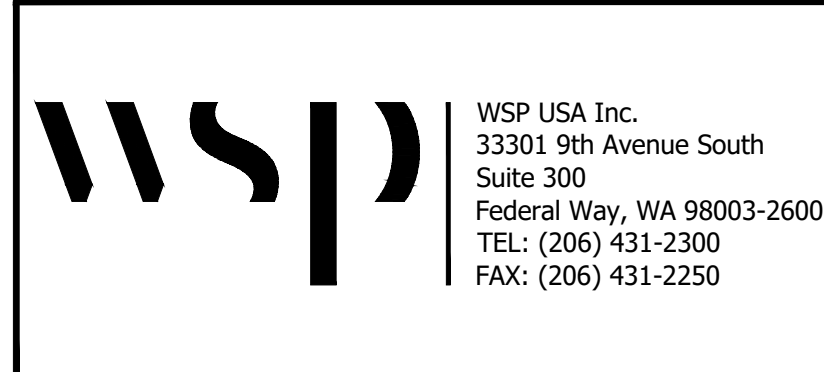 wsp
WSP USA Inc.
33301 9th Avenue South
Suite 300
Federal Way, WA 98003-2600
TEL: (206) 431-2300
FAX: (206) 431-2250